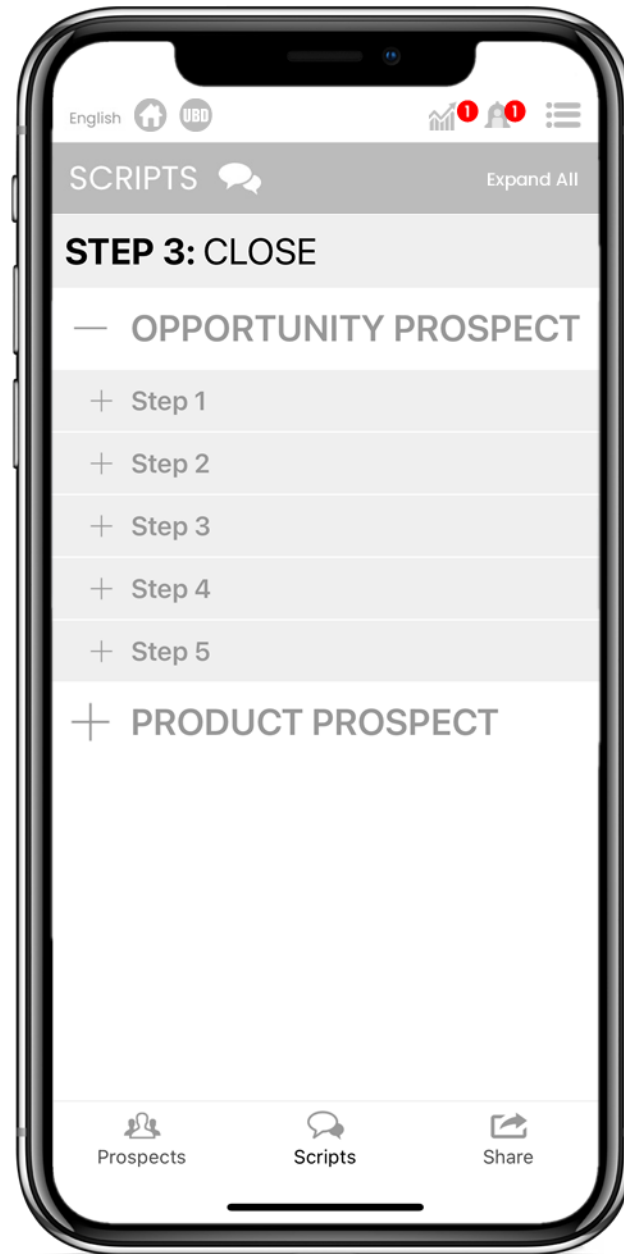 English UBD 1 1
SCRIPTS Expand All
STEP 3: CLOSE
OPPORTUNITY PROSPECT
Step 1
Step 2
Step 3
Step 4
Step 5
PRODUCT PROSPECT
Prospects Scripts Share